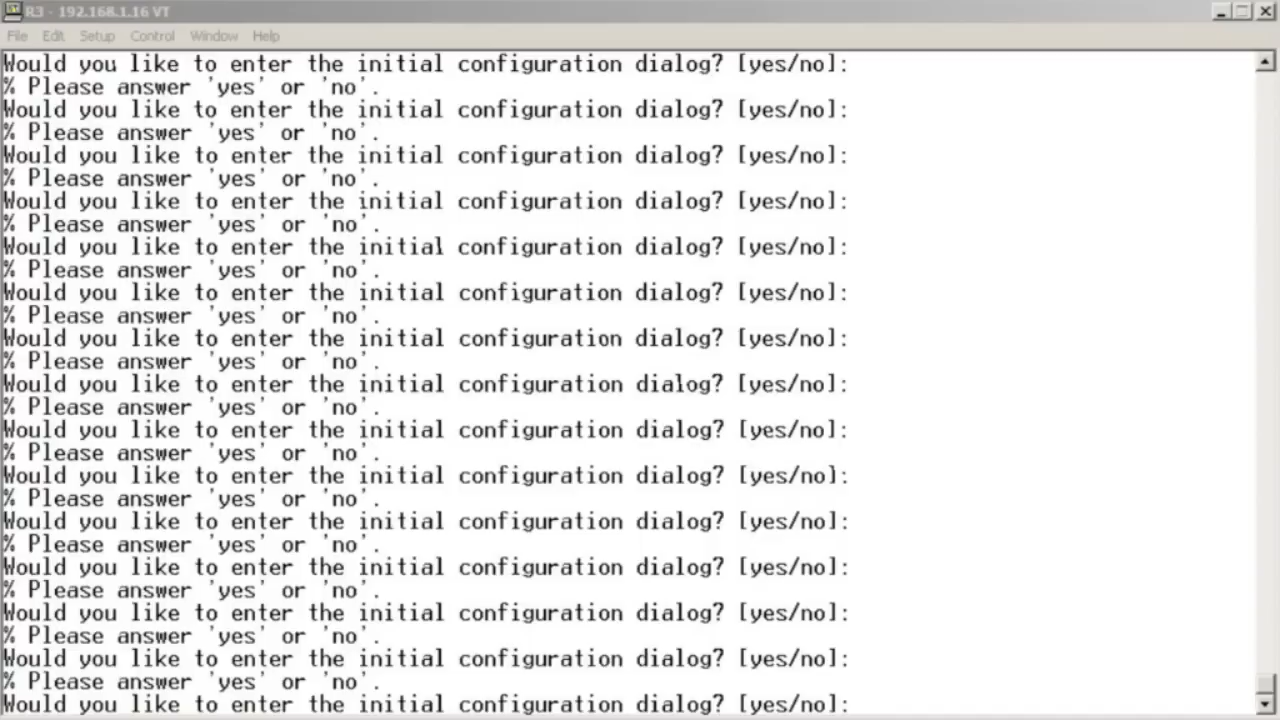 R3 - 192.168.1.16 VT
File Edit Setup Control Window Help
Would you like to enter the initial configuration dialog? [yes/no]:
% Please answer 'yes' or 'no'.
Would you like to enter the initial configuration dialog? [yes/no]:
% Please answer 'yes' or 'no'.
Would you like to enter the initial configuration dialog? [yes/no]:
% Please answer 'yes' or 'no'.
Would you like to enter the initial configuration dialog? [yes/no]:
% Please answer 'yes' or 'no'.
Would you like to enter the initial configuration dialog? [yes/no]:
% Please answer 'yes' or 'no'.
Would you like to enter the initial configuration dialog? [yes/no]:
% Please answer 'yes' or 'no'.
Would you like to enter the initial configuration dialog? [yes/no]:
% Please answer 'yes' or 'no'.
Would you like to enter the initial configuration dialog? [yes/no]:
% Please answer 'yes' or 'no'.
Would you like to enter the initial configuration dialog? [yes/no]:
% Please answer 'yes' or 'no'.
Would you like to enter the initial configuration dialog? [yes/no]:
% Please answer 'yes' or 'no'.
Would you like to enter the initial configuration dialog? [yes/no]:
% Please answer 'yes' or 'no'.
Would you like to enter the initial configuration dialog? [yes/no]:
% Please answer 'yes' or 'no'.
Would you like to enter the initial configuration dialog? [yes/no]:
% Please answer 'yes' or 'no'.
Would you like to enter the initial configuration dialog? [yes/no]:
% Please answer 'yes' or 'no'.
Would you like to enter the initial configuration dialog? [yes/no]: